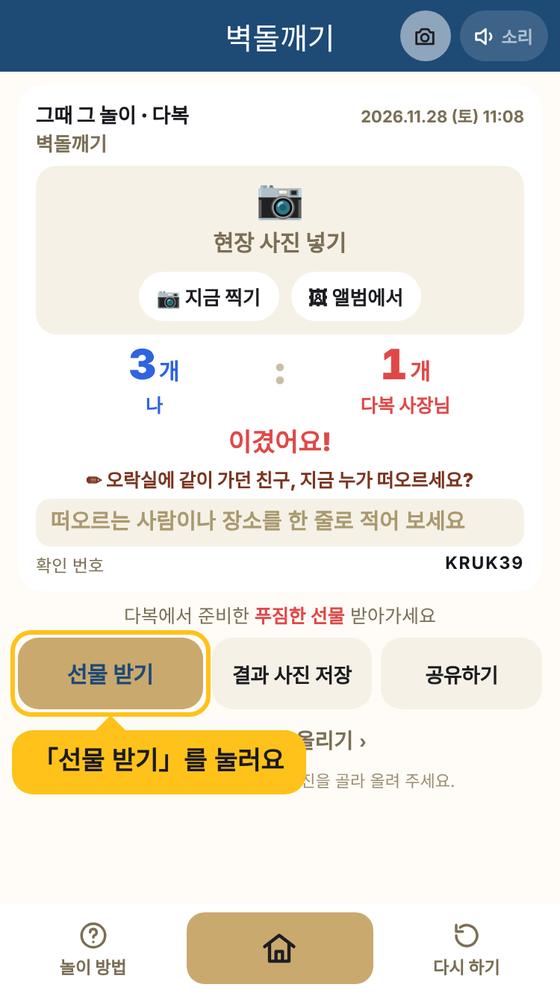 벽돌깨기
소리
그때 그 놀이 · 다복
2026.11.28 (토) 11:08
벽돌깨기
현장 사진 넣기
지금 찍기
앨범에서
3개 : 1개
나
다복 사장님
이겼어요!
✏ 오락실에 같이 가던 친구, 지금 누가 떠오르세요?
떠오르는 사람이나 장소를 한 줄로 적어 보세요
확인 번호
KRUK39
다복에서 준비한 푸짐한 선물 받아가세요
선물 받기
결과 사진 저장
공유하기
올리기 ›
「선물 받기」를 눌러요
진을 골라 올려 주세요.
놀이 방법
다시 하기